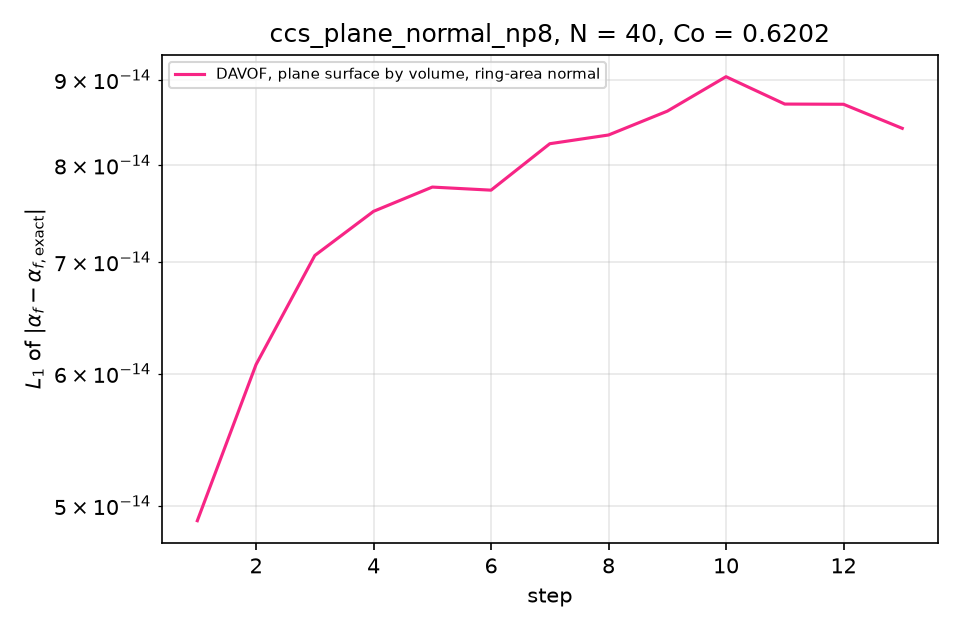 ccs_plane_normal_np8, N = 40, Co = 0.6202
DAVOF, plane surface by volume, ring-area normal
9 × 10⁻¹⁴
8 × 10⁻¹⁴
7 × 10⁻¹⁴
6 × 10⁻¹⁴
5 × 10⁻¹⁴
L₁ of |α_f − α_{f, exact}|
2 4 6 8 10 12
step